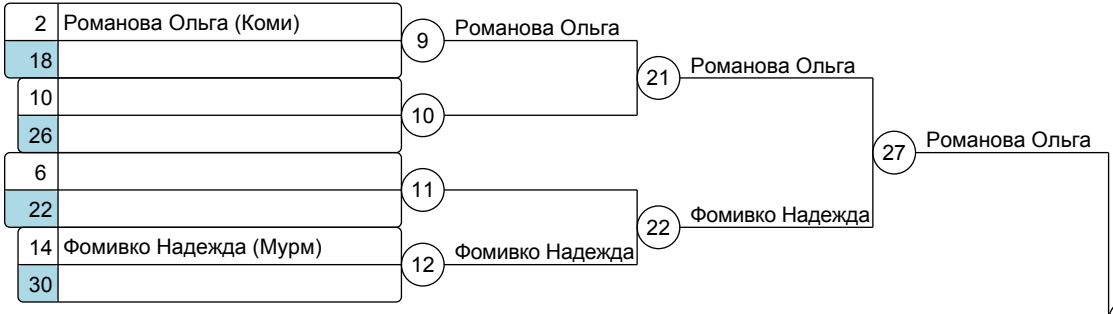 2 Романова Ольга (Коми)
18
10
26
6
22
14 Фомивко Надежда (Мурм)
30
9 Романова Ольга
10
11
12 Фомивко Надежда
21 Романова Ольга
22 Фомивко Надежда
27 Романова Ольга